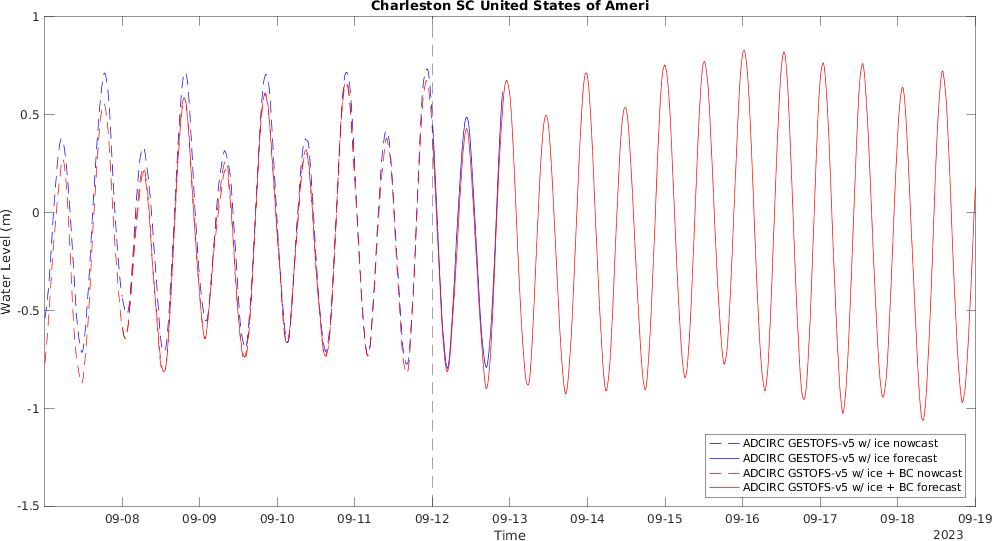 Charleston SC United States of Ameri
1
0.5
0
-0.5
-1
-1.5
Water Level (m)
09-08 09-09 09-10 09-11 09-12 09-13 09-14 09-15 09-16 09-17 09-18 09-19
Time
2023
ADCIRC GESTOFS-v5 w/ ice nowcast
ADCIRC GESTOFS-v5 w/ ice forecast
ADCIRC GSTOFS-v5 w/ ice + BC nowcast
ADCIRC GSTOFS-v5 w/ ice + BC forecast